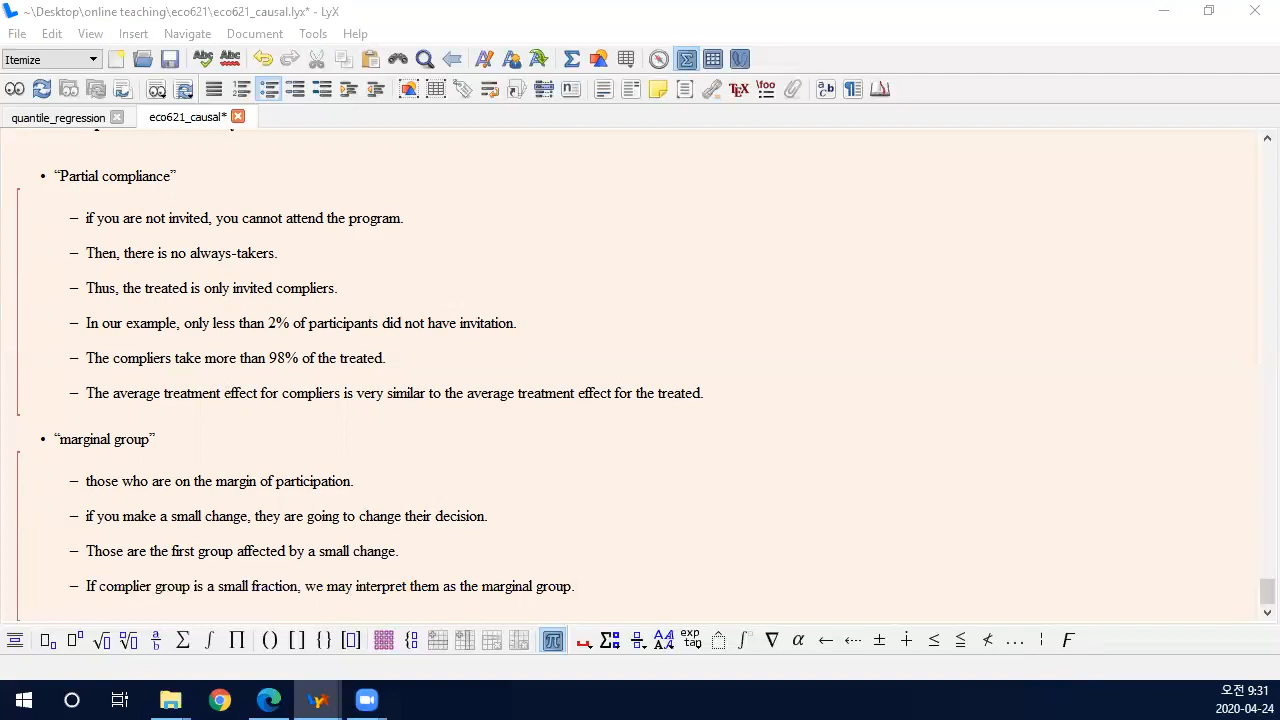 ~\Desktop\online teaching\eco621\eco621_causal.lyx* - LyX
File Edit View Insert Navigate Document Tools Help
Itemize
quantile_regression eco621_causal*
• “Partial compliance”
– if you are not invited, you cannot attend the program.
– Then, there is no always-takers.
– Thus, the treated is only invited compliers.
– In our example, only less than 2% of participants did not have invitation.
– The compliers take more than 98% of the treated.
– The average treatment effect for compliers is very similar to the average treatment effect for the treated.
• “marginal group”
– those who are on the margin of participation.
– if you make a small change, they are going to change their decision.
– Those are the first group affected by a small change.
– If complier group is a small fraction, we may interpret them as the marginal group.
오전 9:31
2020-04-24